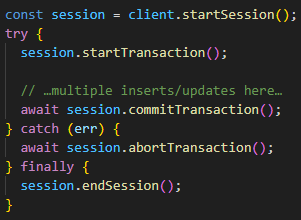 const session = client.startSession();
try {
  session.startTransaction();

  // …multiple inserts/updates here…
  await session.commitTransaction();
} catch (err) {
  await session.abortTransaction();
} finally {
  session.endSession();
}